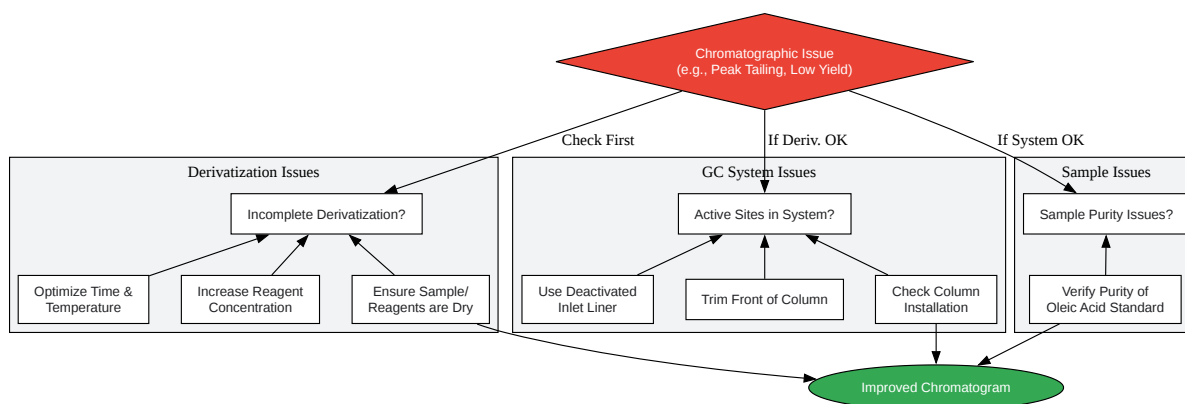 Chromatographic Issue
(e.g., Peak Tailing, Low Yield)
Check First
If Deriv. OK
If System OK
Derivatization Issues
GC System Issues
Sample Issues
Incomplete Derivatization?
Active Sites in System?
Sample Purity Issues?
Optimize Time &
Temperature
Increase Reagent
Concentration
Ensure Sample/
Reagents are Dry
Use Deactivated
Inlet Liner
Trim Front of Column
Check Column
Installation
Verify Purity of
Oleic Acid Standard
Improved Chromatogram